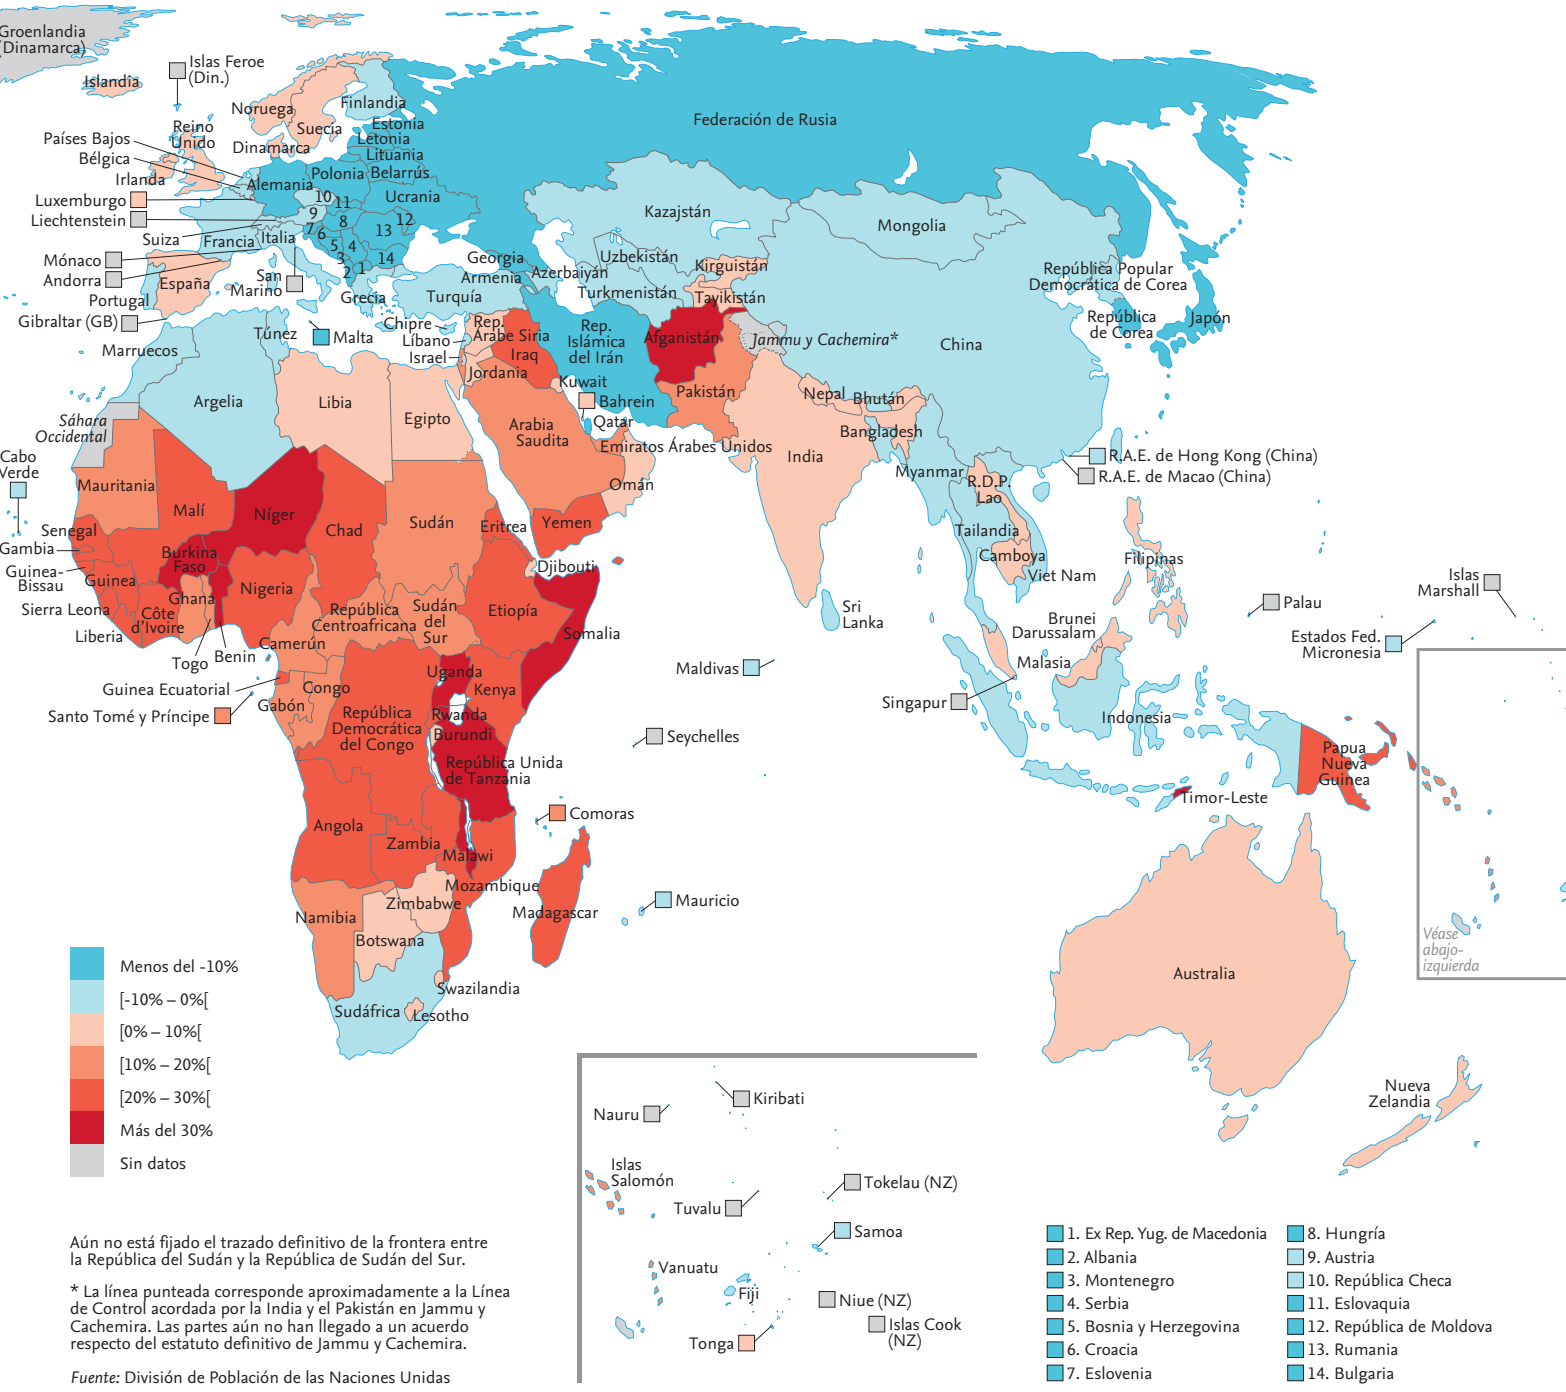 Groenlandia
(Dinamarca)
Islandia
Islas Feroe
(Din.)
Noruega
Suecia
Finlandia
Reino
Unido
Dinamarca
Estonia
Letonia
Lituania
Belarrús
Países Bajos
Bélgica
Irlanda
Luxemburgo
Liechtenstein
Suiza
Mónaco
Andorra
Portugal
Gibraltar (GB)
Alemania
Polonia
Ucrania
Francia
Italia
España
San
Marino
10
11
9
8
12
7
6
13
5
4
3
14
2
1
Grecia
Malta
Federación de Rusia
Georgia
Armenia
Azerbaiyán
Turquía
Chipre
Líbano
Israel
Rep.
Árabe Siria
Iraq
Jordania
Kuwait
Bahrein
Qatar
Arabia
Saudita
Emiratos Árabes Unidos
Omán
Yemen
Rep.
Islámica
del Irán
Kazajstán
Uzbekistán
Turkmenistán
Kirguistán
Tayikistán
Afganistán
Pakistán
Jammu y Cachemira*
Mongolia
China
República Popular
Democrática de Corea
República
de Corea
Japón
Nepal
Bhután
Bangladesh
India
Myanmar
R.D.P.
Lao
Tailandia
Camboya
Viet Nam
Sri
Lanka
Maldivas
R.A.E. de Hong Kong (China)
R.A.E. de Macao (China)
Filipinas
Brunei
Darussalam
Malasia
Singapur
Indonesia
Timor-Leste
Papua
Nueva
Guinea
Palau
Islas
Marshall
Estados Fed.
Micronesia
Véase
abajo-
izquierda
Australia
Nueva
Zelandia
Marruecos
Túnez
Argelia
Libia
Egipto
Sáhara
Occidental
Cabo
Verde
Mauritania
Malí
Níger
Chad
Sudán
Eritrea
Djibouti
Senegal
Gambia
Guinea-
Bissau
Guinea
Sierra Leona
Liberia
Côte
d'Ivoire
Burkina
Faso
Ghana
Togo
Benin
Nigeria
Camerún
República
Centroafricana
Sudán
del
Sur
Etiopía
Somalia
Guinea Ecuatorial
Santo Tomé y Príncipe
Gabón
Congo
República
Democrática
del Congo
Uganda
Kenya
Rwanda
Burundi
República Unida
de Tanzanía
Seychelles
Comoras
Angola
Zambia
Malawi
Mozambique
Zimbabwe
Madagascar
Mauricio
Namibia
Botswana
Swazilandia
Sudáfrica
Lesotho
Menos del -10%
[-10% – 0%[
[0% – 10%[
[10% – 20%[
[20% – 30%[
Más del 30%
Sin datos
Nauru
Kiribati
Islas
Salomón
Tuvalu
Tokelau (NZ)
Samoa
Vanuatu
Fiji
Niue (NZ)
Islas Cook
(NZ)
Tonga
Aún no está fijado el trazado definitivo de la frontera entre
la República del Sudán y la República de Sudán del Sur.
* La línea punteada corresponde aproximadamente a la Línea
de Control acordada por la India y el Pakistán en Jammu y
Cachemira. Las partes aún no han llegado a un acuerdo
respecto del estatuto definitivo de Jammu y Cachemira.
Fuente: División de Población de las Naciones Unidas
1. Ex Rep. Yug. de Macedonia
2. Albania
3. Montenegro
4. Serbia
5. Bosnia y Herzegovina
6. Croacia
7. Eslovenia
8. Hungría
9. Austria
10. República Checa
11. Eslovaquia
12. República de Moldova
13. Rumania
14. Bulgaria